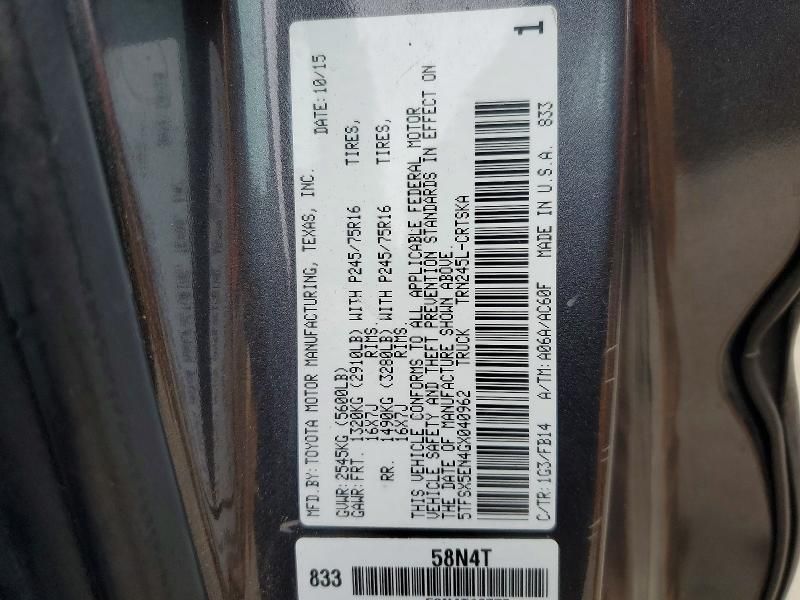 MFD.BY: TOYOTA MOTOR MANUFACTURING, TEXAS, INC. DATE: 10/15
GVWR: 2545KG (5600LB)
GAWR: FRT. 1320KG (2910LB) WITH P245/75R16 TIRES,
16X7J RIMS,
RR. 1490KG (3280LB) WITH P245/75R16 TIRES,
16X7J RIMS.
THIS VEHICLE CONFORMS TO ALL APPLICABLE FEDERAL MOTOR
VEHICLE SAFETY AND THEFT PREVENTION STANDARDS IN EFFECT ON
THE DATE OF MANUFACTURE SHOWN ABOVE.
5TFSX5EN4GX040962 TRUCK TRN245L-CRTSKA
C/TR: 1G3/FB14 A/TM: A06A/AC60F MADE IN U.S.A. 833
1
833 58N4T